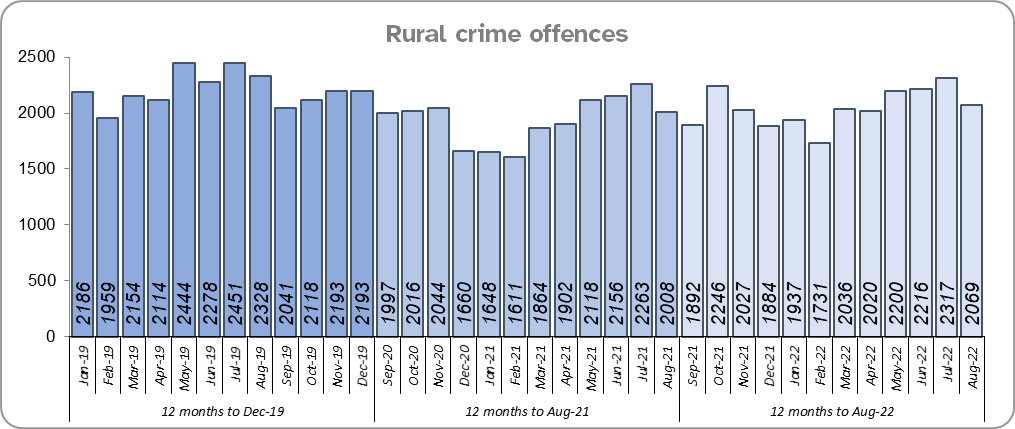 Rural crime offences
2500
2000
1500
1000
500
0
2186 1959 2154 2114 2444 2278 2451 2328 2041 2118 2193 2193 1997 2016 2044 1660 1648 1611 1864 1902 2118 2156 2263 2008 1892 2246 2027 1884 1937 1731 2036 2020 2200 2216 2317 2069
Jan-19 Feb-19 Mar-19 Apr-19 May-19 Jun-19 Jul-19 Aug-19 Sep-19 Oct-19 Nov-19 Dec-19 Sep-20 Oct-20 Nov-20 Dec-20 Jan-21 Feb-21 Mar-21 Apr-21 May-21 Jun-21 Jul-21 Aug-21 Sep-21 Oct-21 Nov-21 Dec-21 Jan-22 Feb-22 Mar-22 Apr-22 May-22 Jun-22 Jul-22 Aug-22
12 months to Dec-19 12 months to Aug-21 12 months to Aug-22